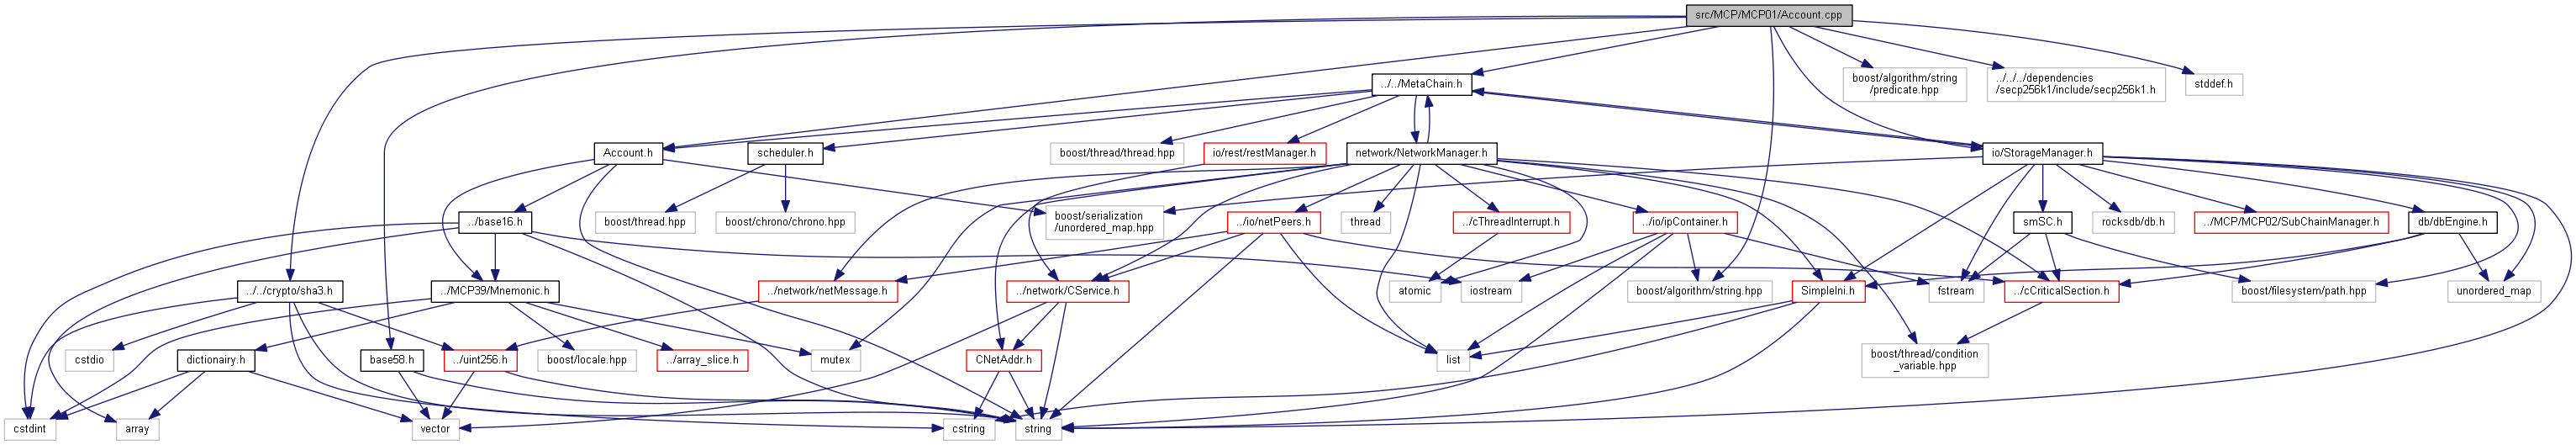 src/MCP/MCP01/Account.cpp
../../MetaChain.h
boost/algorithm/string
/predicate.hpp
../../../dependencies
/secp256k1/include/secp256k1.h
stddef.h
Account.h
scheduler.h
boost/thread/thread.hpp
io/rest/restManager.h
network/NetworkManager.h
io/StorageManager.h
../base16.h
boost/thread.hpp
boost/chrono/chrono.hpp
boost/serialization
/unordered_map.hpp
../io/netPeers.h
thread
../cThreadInterrupt.h
../io/ipContainer.h
smSC.h
rocksdb/db.h
../MCP/MCP02/SubChainManager.h
db/dbEngine.h
../../crypto/sha3.h
../MCP39/Mnemonic.h
../network/netMessage.h
../network/CService.h
atomic
iostream
boost/algorithm/string.hpp
SimpleIni.h
fstream
../cCriticalSection.h
boost/filesystem/path.hpp
unordered_map
cstdio
dictionairy.h
base58.h
../uint256.h
boost/locale.hpp
../array_slice.h
mutex
CNetAddr.h
list
boost/thread/condition
_variable.hpp
cstdint
array
vector
cstring
string